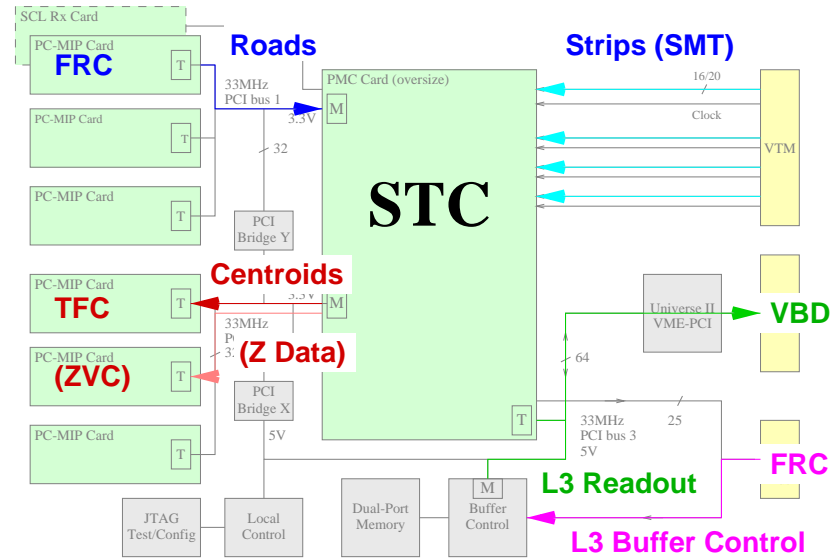 SCL Rx Card
PC-MIP Card
T
FRC
Roads
33MHz
PCI bus 1
3.3V
32
PMC Card (oversize)
M
STC
Strips (SMT)
16/20
Clock
VTM
PC-MIP Card
T
PC-MIP Card
T
PCI
Bridge Y
Centroids
PC-MIP Card
T
TFC
3.3V
M
33MHz
(Z Data)
PC-MIP Card
T
(ZVC)
PCI
Bridge X
5V
PC-MIP Card
T
Universe II
VME-PCI
VBD
64
T
33MHz
PCI bus 3
5V
25
FRC
L3 Readout
M
Buffer
Control
Dual-Port
Memory
JTAG
Test/Config
Local
Control
L3 Buffer Control